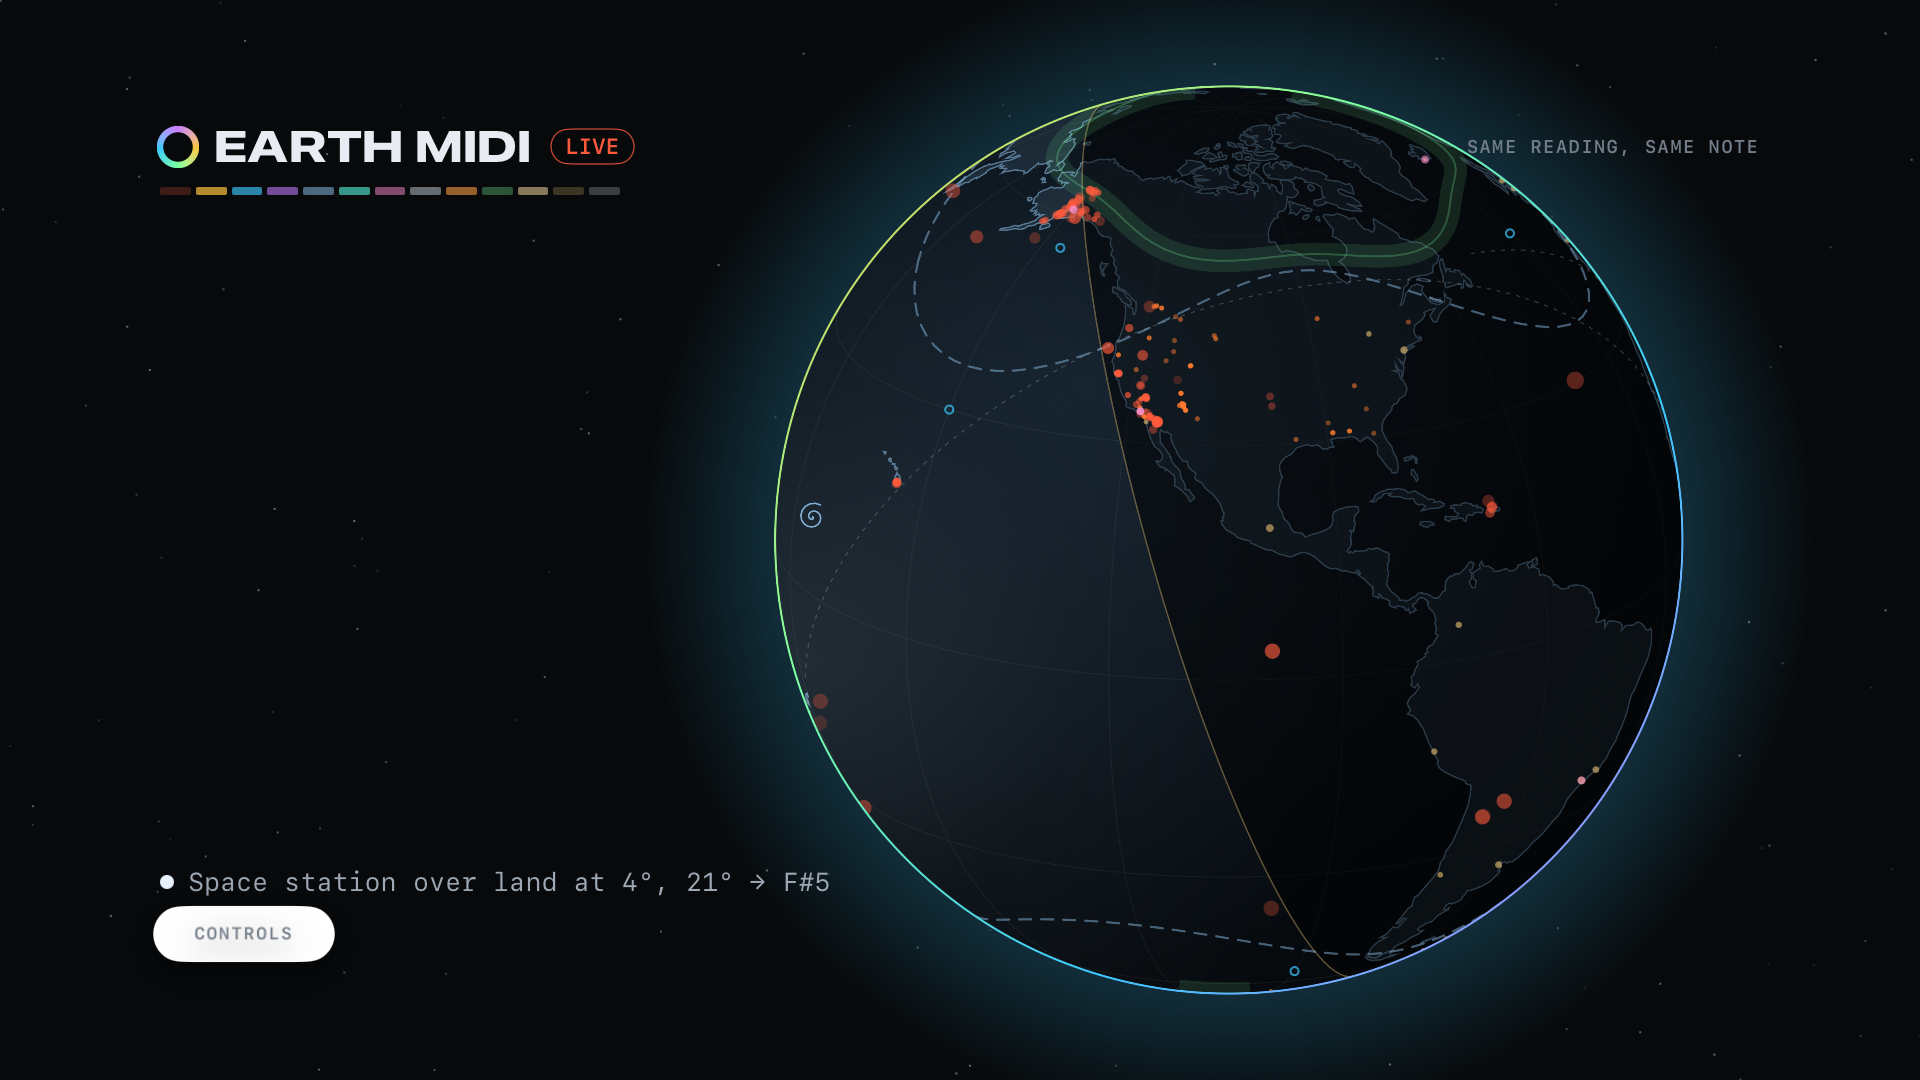 EARTH MIDI LIVE
SAME READING, SAME NOTE
Space station over land at 4°, 21° → F#5
CONTROLS